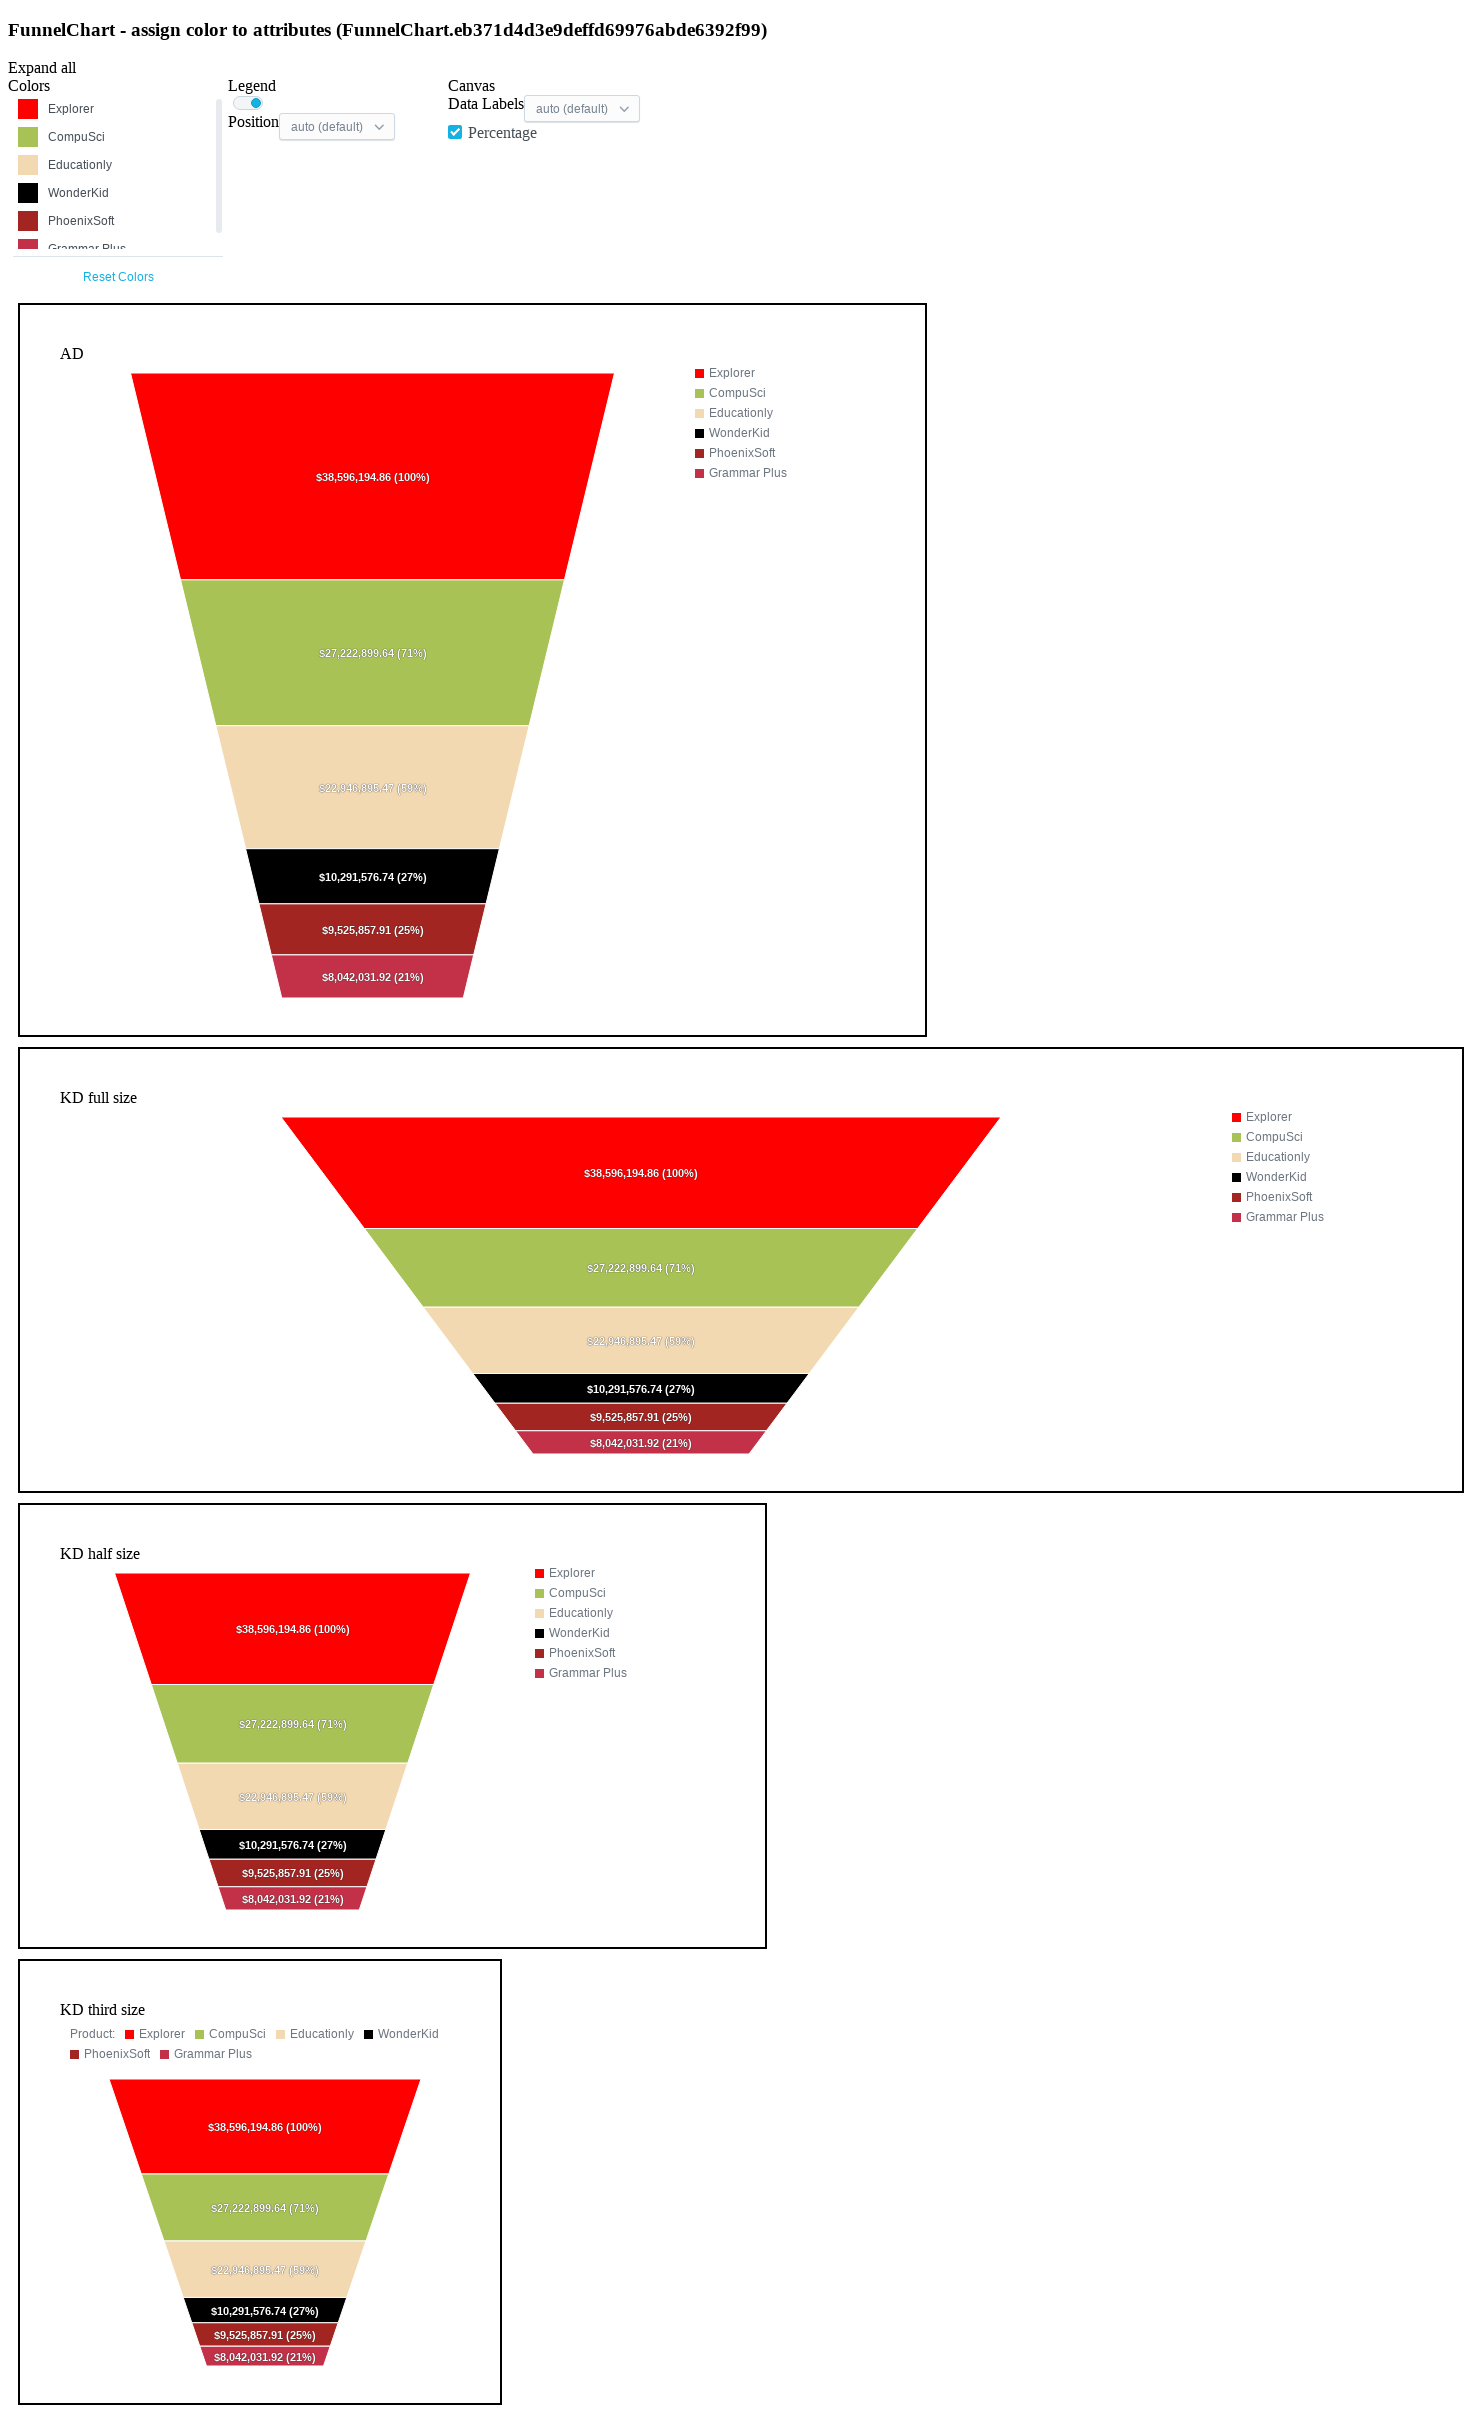 FunnelChart - assign color to attributes (FunnelChart.eb371d4d3e9deffd69976abde6392f99)
Expand all
Colors
Explorer
CompuSci
Educationly
WonderKid
PhoenixSoft
Grammar Plus
Reset Colors
Legend
Position auto (default)
Canvas
Data Labels auto (default)
Percentage
AD
$38,596,194.86 (100%)
$27,222,899.64 (71%)
$22,946,895.47 (59%)
$10,291,576.74 (27%)
$9,525,857.91 (25%)
$8,042,031.92 (21%)
Explorer
CompuSci
Educationly
WonderKid
PhoenixSoft
Grammar Plus
KD full size
$38,596,194.86 (100%)
$27,222,899.64 (71%)
$22,946,895.47 (59%)
$10,291,576.74 (27%)
$9,525,857.91 (25%)
$8,042,031.92 (21%)
Explorer
CompuSci
Educationly
WonderKid
PhoenixSoft
Grammar Plus
KD half size
$38,596,194.86 (100%)
$27,222,899.64 (71%)
$22,946,895.47 (59%)
$10,291,576.74 (27%)
$9,525,857.91 (25%)
$8,042,031.92 (21%)
Explorer
CompuSci
Educationly
WonderKid
PhoenixSoft
Grammar Plus
KD third size
Product: Explorer CompuSci Educationly WonderKid
PhoenixSoft Grammar Plus
$38,596,194.86 (100%)
$27,222,899.64 (71%)
$22,946,895.47 (59%)
$10,291,576.74 (27%)
$9,525,857.91 (25%)
$8,042,031.92 (21%)